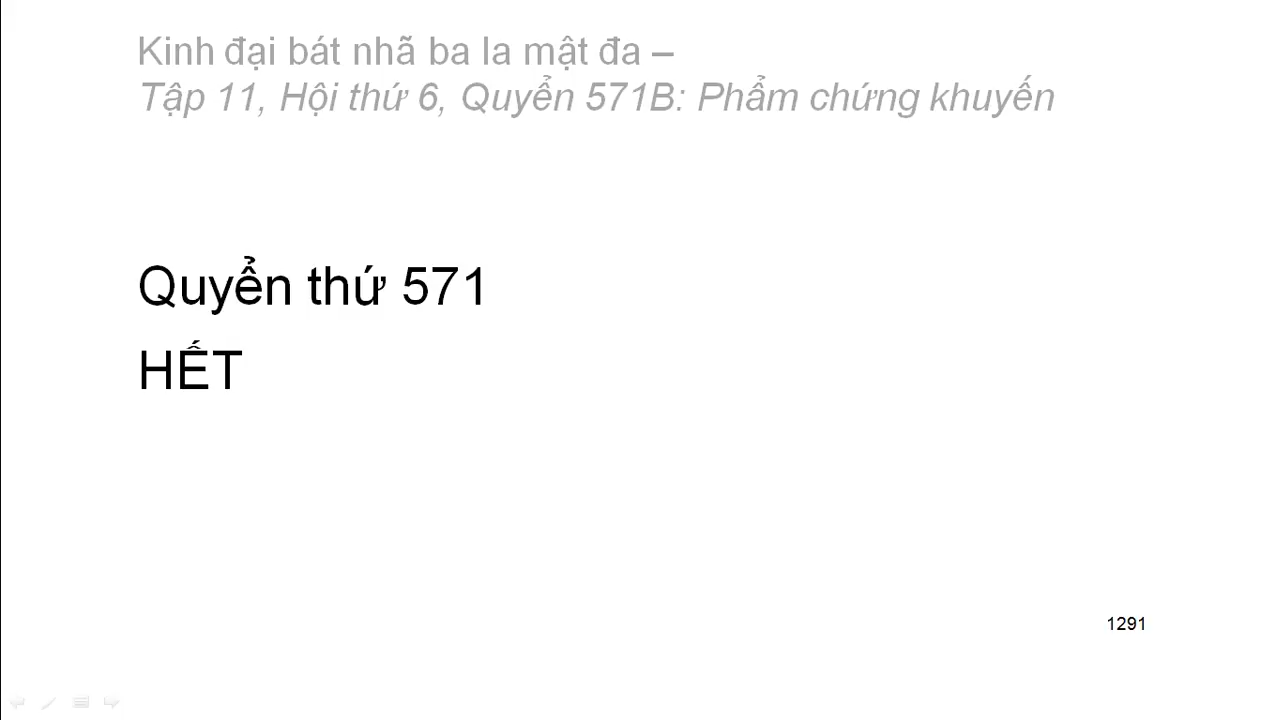 Kinh đại bát nhã ba la mật đa –
Tập 11, Hội thứ 6, Quyển 571B: Phẩm chứng khuyến
Quyển thứ 571
HẾT
1291